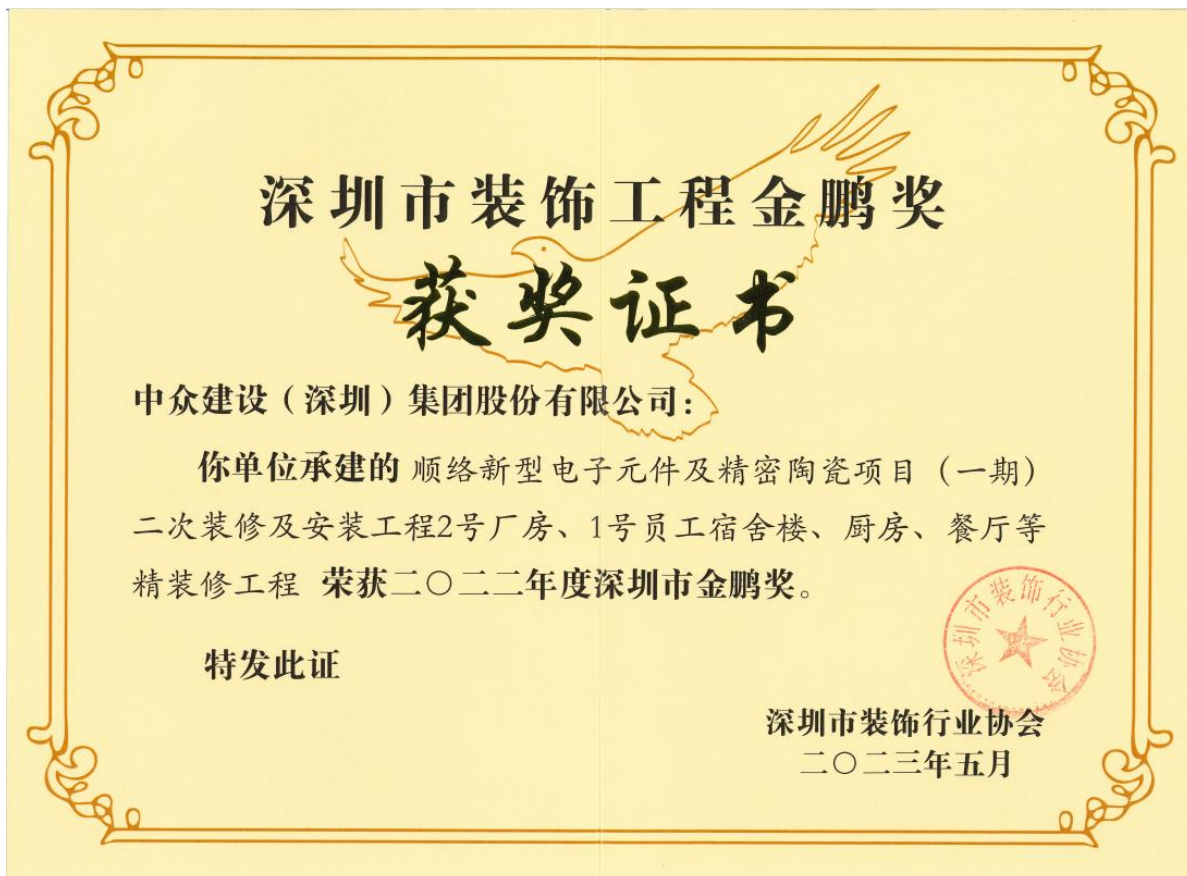 深圳市装饰工程金鹏奖
获奖证书
中众建设（深圳）集团股份有限公司：
你单位承建的 顺络新型电子元件及精密陶瓷项目（一期）
二次装修及安装工程2号厂房、1号员工宿舍楼、厨房、餐厅等
精装修工程 荣获二〇二二年度深圳市金鹏奖。
特发此证
深圳市装饰行业协会
深圳市装饰行业协会
二〇二三年五月